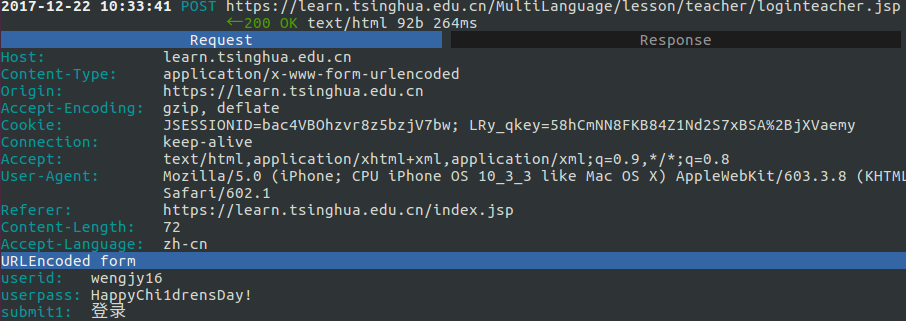 2017-12-22 10:33:41 POST https://learn.tsinghua.edu.cn/MultiLanguage/lesson/teacher/loginteacher.jsp
←200 OK text/html 92b 264ms
Request Response
Host: learn.tsinghua.edu.cn
Content-Type: application/x-www-form-urlencoded
Origin: https://learn.tsinghua.edu.cn
Accept-Encoding: gzip, deflate
Cookie: JSESSIONID=bac4VBOhzvr8z5bzjV7bw; LRy_qkey=58hCmNN8FKB84Z1Nd2S7xBSA%2BjXVaemy
Connection: keep-alive
Accept: text/html,application/xhtml+xml,application/xml;q=0.9,*/*;q=0.8
User-Agent: Mozilla/5.0 (iPhone; CPU iPhone OS 10_3_3 like Mac OS X) AppleWebKit/603.3.8 (KHTML
Safari/602.1
Referer: https://learn.tsinghua.edu.cn/index.jsp
Content-Length: 72
Accept-Language: zh-cn
URLEncoded form
userid: wengjy16
userpass: HappyChi1drensDay!
submit1: 登录